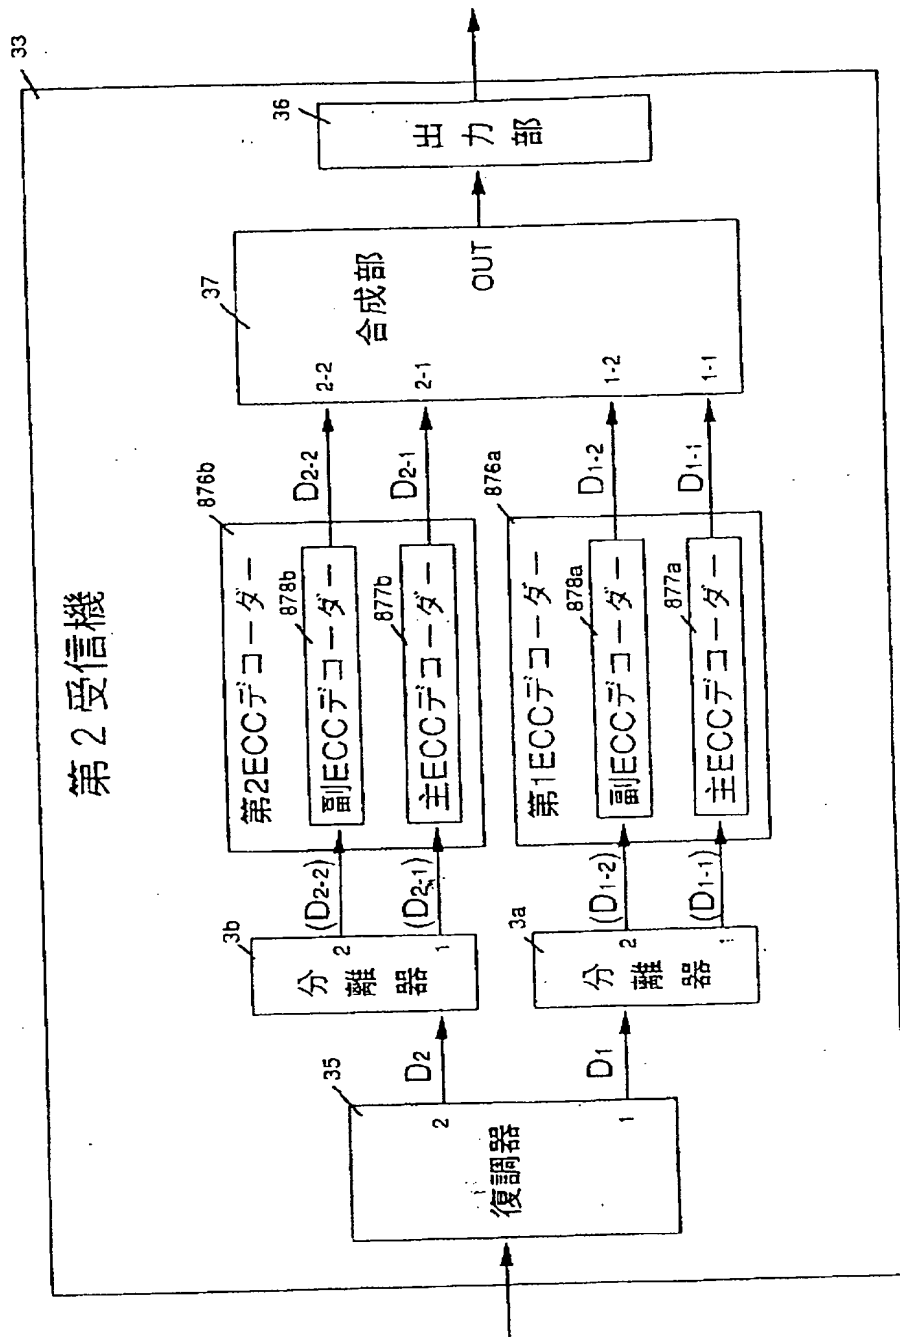 第2受信機
33
35
復調器
2
1
D2
D1
3b
分離器
2
1
3a
分離器
2
1
(D2-2)
(D2-1)
(D1-2)
(D1-1)
876b
第2ECCデコーダー
878b
副ECCデコーダー
877b
主ECCデコーダー
876a
第1ECCデコーダー
878a
副ECCデコーダー
877a
主ECCデコーダー
D2-2
D2-1
D1-2
D1-1
37
合成部
2-2
2-1
1-2
1-1
OUT
36
出力部